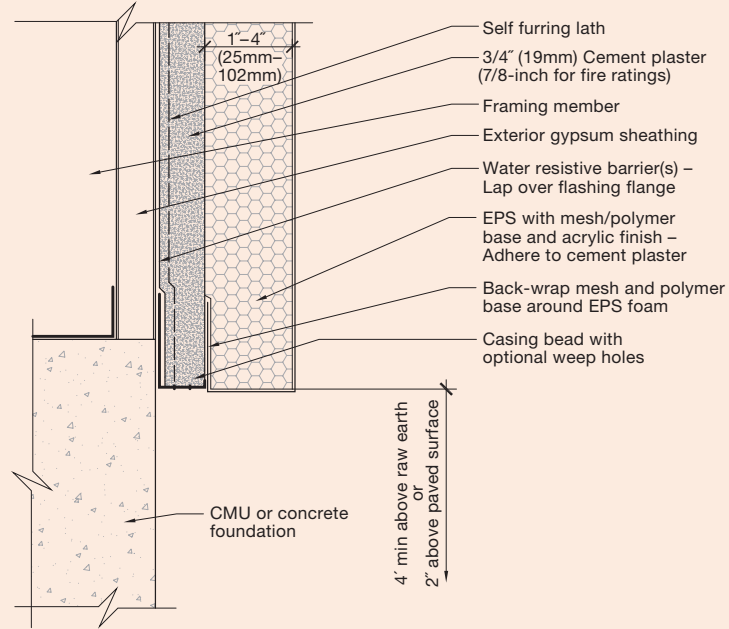 1″–4″
(25mm–
102mm)
Self furring lath
3/4″ (19mm) Cement plaster
(7/8-inch for fire ratings)
Framing member
Exterior gypsum sheathing
Water resistive barrier(s) –
Lap over flashing flange
EPS with mesh/polymer
base and acrylic finish –
Adhere to cement plaster
Back-wrap mesh and polymer
base around EPS foam
Casing bead with
optional weep holes
CMU or concrete
foundation
4′ min above raw earth
or
2″ above paved surface